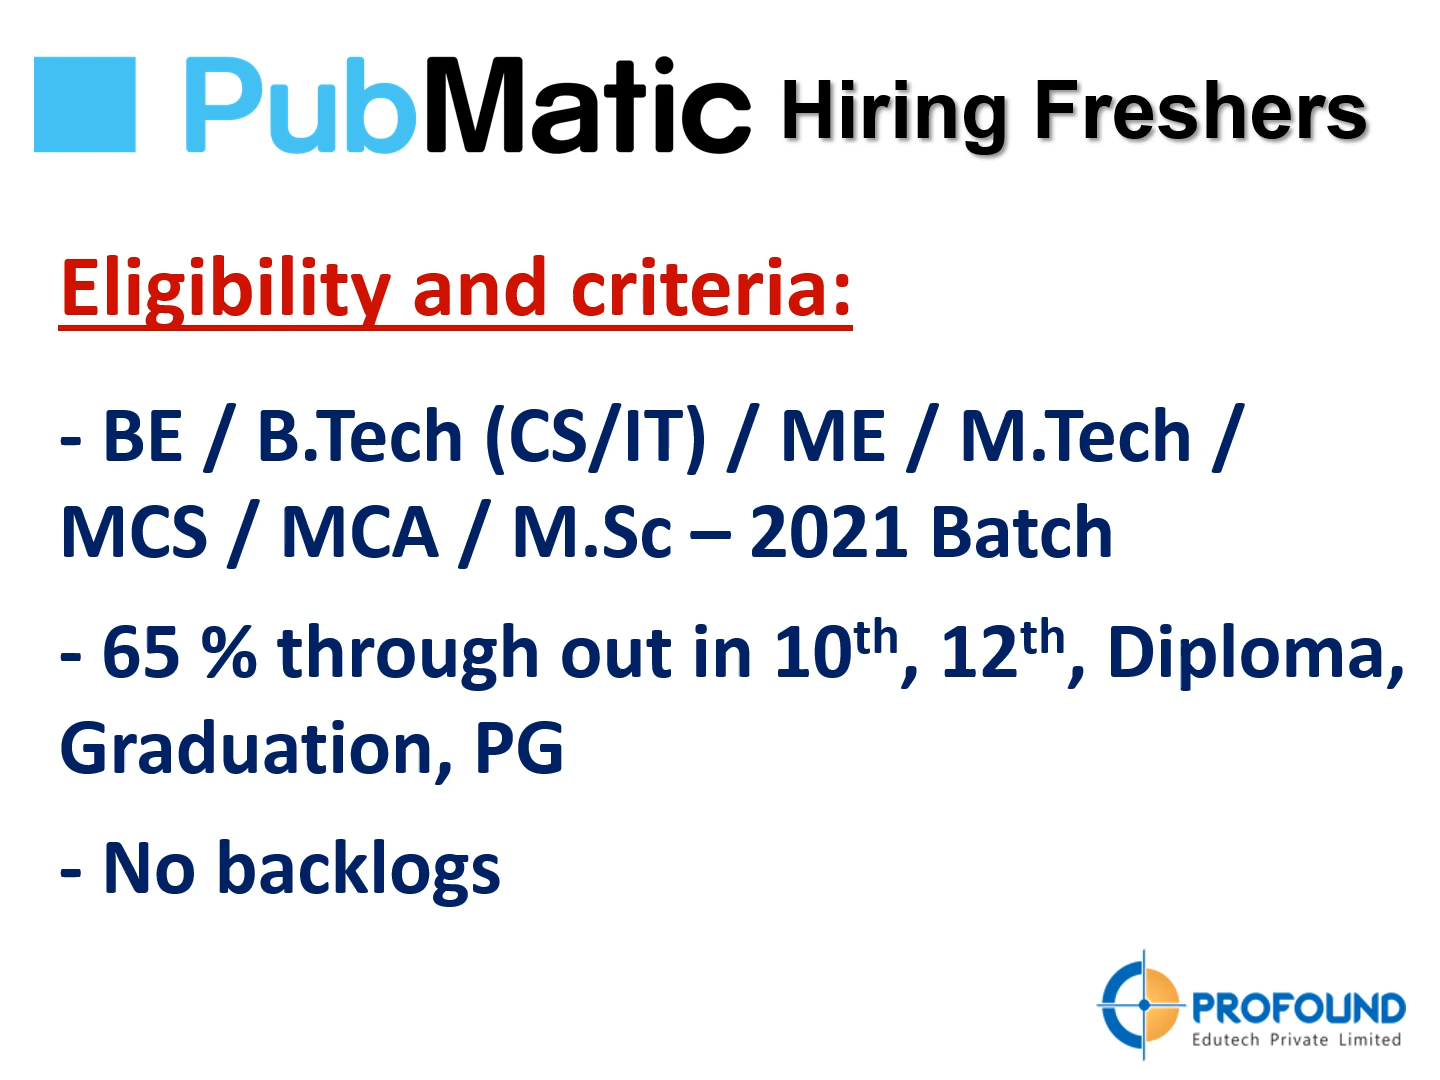 PubMatic Hiring Freshers
Eligibility and criteria:
- BE / B.Tech (CS/IT) / ME / M.Tech /
MCS / MCA / M.Sc – 2021 Batch
- 65 % through out in 10th, 12th, Diploma,
Graduation, PG
- No backlogs
PROFOUND
Edutech Private Limited